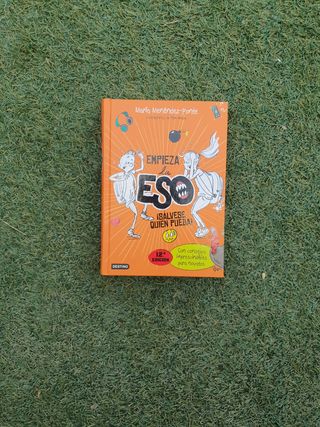 María Menéndez-Ponte
EMPIEZA
la
ESO
¡SÁLVESE
QUIEN PUEDA!
12.ª
EDICIÓN
Con consejos
imprescindibles
para novatos
DESTINO